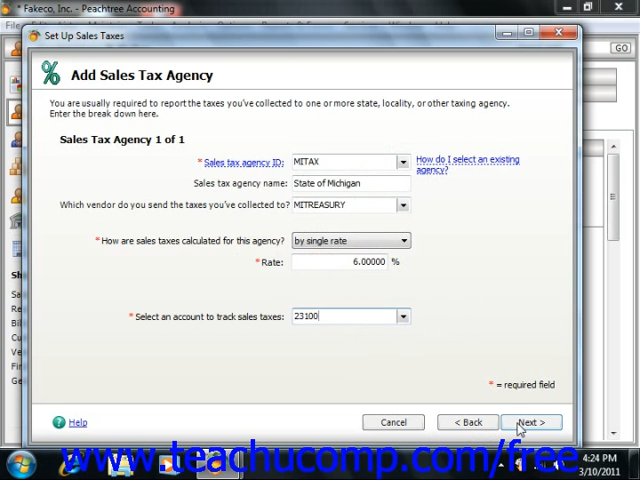 * Fakeco, Inc. - Peachtree Accounting
Set Up Sales Taxes
GO
Add Sales Tax Agency
You are usually required to report the taxes you've collected to one or more state, locality, or other taxing agency.
Enter the break down here.
Sales Tax Agency 1 of 1
* Sales tax agency ID: MITAX
How do I select an existing agency?
Sales tax agency name: State of Michigan
Which vendor do you send the taxes you've collected to? MITREASURY
* How are sales taxes calculated for this agency? by single rate
* Rate: 6.00000 %
* Select an account to track sales taxes: 23100
* = required field
Help
Cancel
< Back
Next >
www.teachucomp.com/free
4:24 PM
3/10/2011